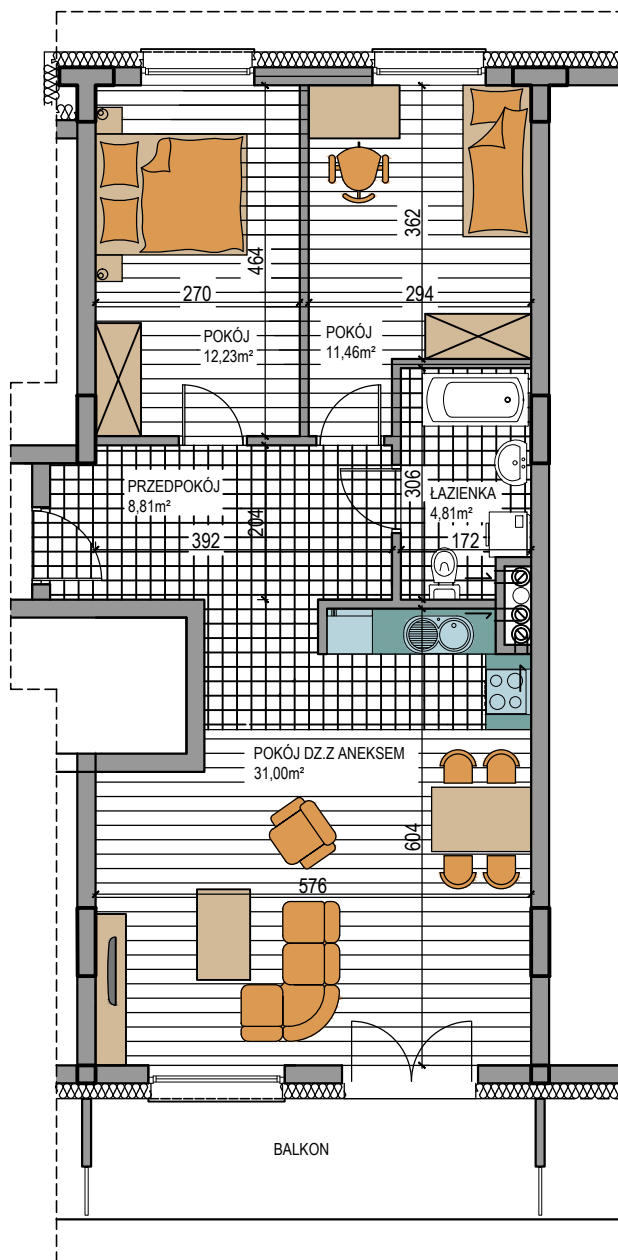 362
464
270
294
POKÓJ
12,23m²
POKÓJ
11,46m²
PRZEDPOKÓJ
8,81m²
306
ŁAZIENKA
4,81m²
204
392
172
POKÓJ DZ.Z ANEKSEM
31,00m²
604
576
BALKON